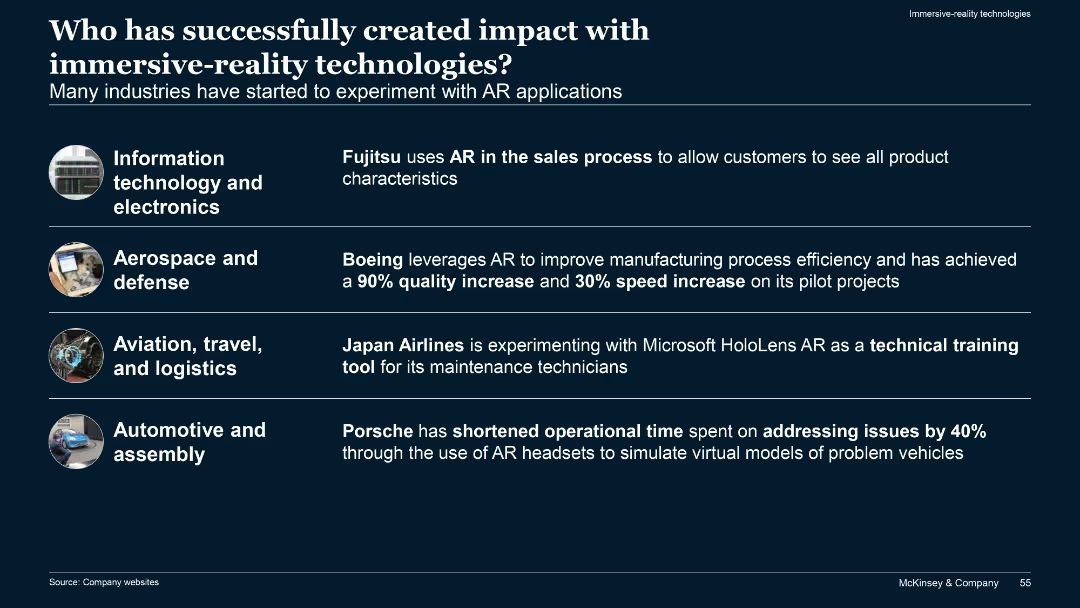 Immersive-reality technologies
Who has successfully created impact with
immersive-reality technologies?
Many industries have started to experiment with AR applications
Information
technology and
electronics
Fujitsu uses AR in the sales process to allow customers to see all product
characteristics
Aerospace and
defense
Boeing leverages AR to improve manufacturing process efficiency and has achieved
a 90% quality increase and 30% speed increase on its pilot projects
Aviation, travel,
and logistics
Japan Airlines is experimenting with Microsoft HoloLens AR as a technical training
tool for its maintenance technicians
Automotive and
assembly
Porsche has shortened operational time spent on addressing issues by 40%
through the use of AR headsets to simulate virtual models of problem vehicles
Source: Company websites
McKinsey & Company 55